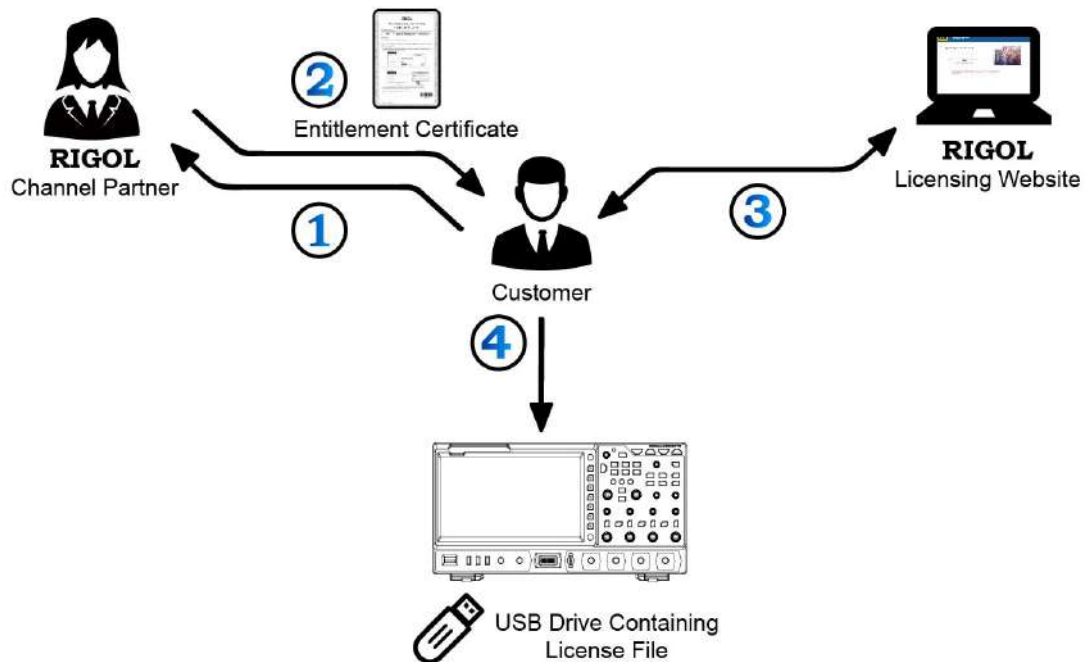 2
Entitlement Certificate
RIGOL
Channel Partner
1
RIGOL
Licensing Website
3
Customer
4
USB Drive Containing
License File